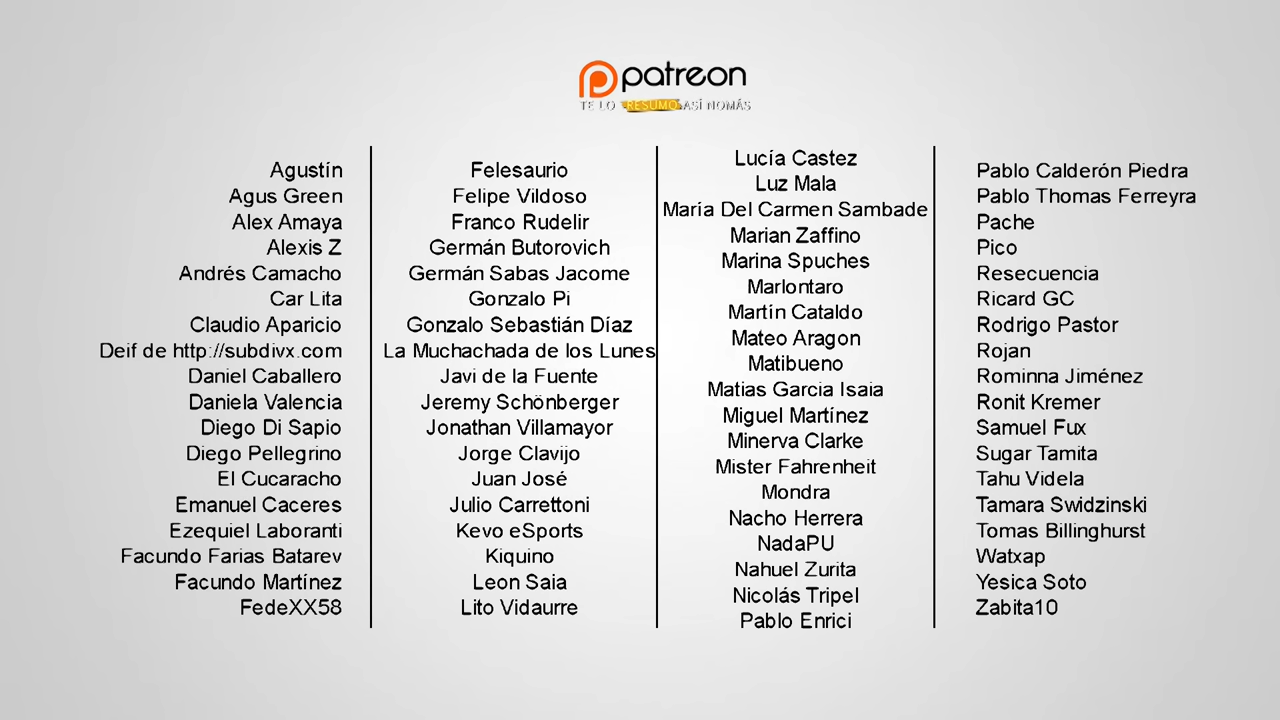 patreon
TE LO RESUMO ASÍ NOMÁS
Agustín
Agus Green
Alex Amaya
Alexis Z
Andrés Camacho
Car Lita
Claudio Aparicio
Deif de http://subdivx.com
Daniel Caballero
Daniela Valencia
Diego Di Sapio
Diego Pellegrino
El Cucaracho
Emanuel Caceres
Ezequiel Laboranti
Facundo Farias Batarev
Facundo Martínez
FedeXX58
Felesaurio
Felipe Vildoso
Franco Rudelir
Germán Butorovich
Germán Sabas Jacome
Gonzalo Pi
Gonzalo Sebastián Díaz
La Muchachada de los Lunes
Javi de la Fuente
Jeremy Schönberger
Jonathan Villamayor
Jorge Clavijo
Juan José
Julio Carrettoni
Kevo eSports
Kiquino
Leon Saia
Lito Vidaurre
Lucía Castez
Luz Mala
María Del Carmen Sambade
Marian Zaffino
Marina Spuches
Marlontaro
Martín Cataldo
Mateo Aragon
Matibueno
Matias Garcia Isaia
Miguel Martínez
Minerva Clarke
Mister Fahrenheit
Mondra
Nacho Herrera
NadaPU
Nahuel Zurita
Nicolás Tripel
Pablo Enrici
Pablo Calderón Piedra
Pablo Thomas Ferreyra
Pache
Pico
Resecuencia
Ricard GC
Rodrigo Pastor
Rojan
Rominna Jiménez
Ronit Kremer
Samuel Fux
Sugar Tamita
Tahu Videla
Tamara Swidzinski
Tomas Billinghurst
Watxap
Yesica Soto
Zabita10